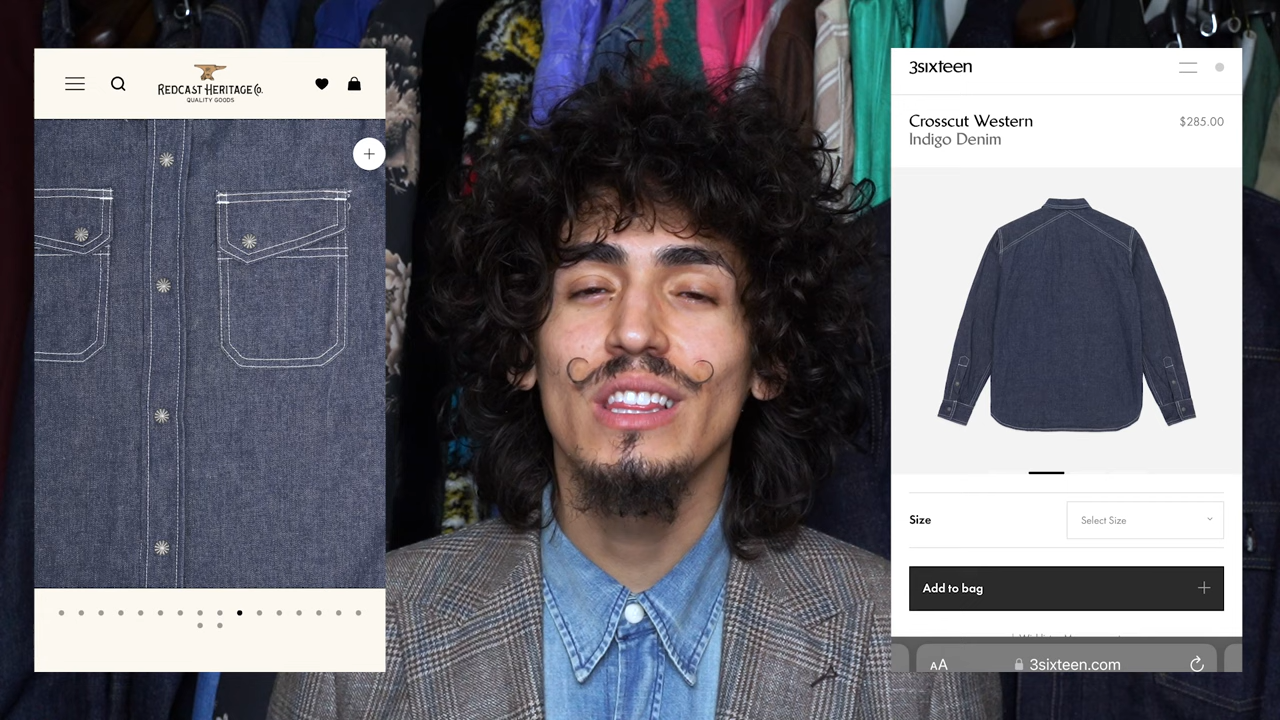 REDCAST HERITAGE CO.
QUALITY GOODS
3sixteen
Crosscut Western
$285.00
Indigo Denim
Size
Select Size
Add to bag
AA
3sixteen.com